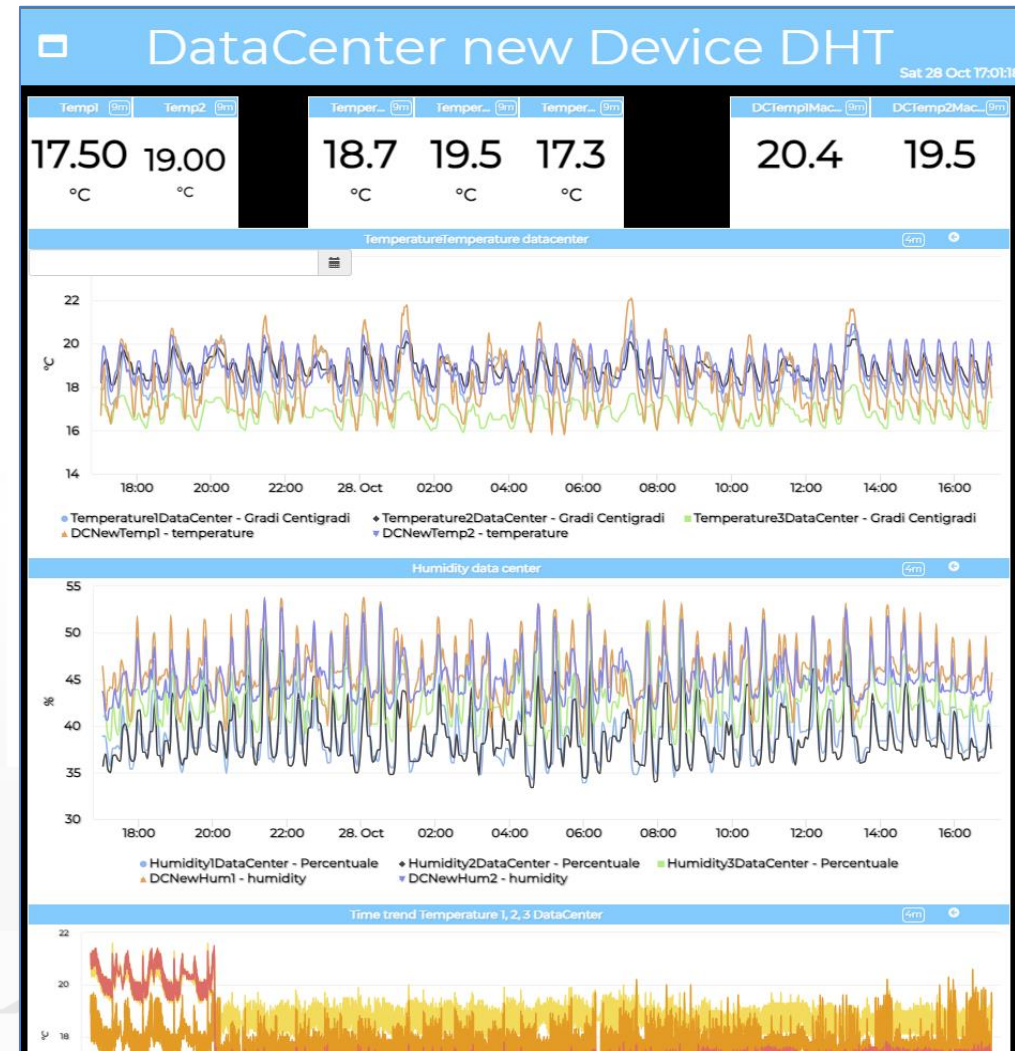 DataCenter new Device DHT
Sat 28 Oct 17:01:18
Temp1 9m Temp2 9m Temper... 9m Temper... 9m Temper... 9m DCTemp1Mac... 9m DCTemp2Mac... 9m
17.50 19.00 18.7 19.5 17.3 20.4 19.5
°C °C °C °C °C
TemperatureTemperature datacenter 4m
22
20
°C
18
16
14
18:00 20:00 22:00 28. Oct 02:00 04:00 06:00 08:00 10:00 12:00 14:00 16:00
Temperature1DataCenter - Gradi Centigradi Temperature2DataCenter - Gradi Centigradi Temperature3DataCenter - Gradi Centigradi
DCNewTemp1 - temperature DCNewTemp2 - temperature
Humidity data center 4m
55
50
45
%
40
35
30
18:00 20:00 22:00 28. Oct 02:00 04:00 06:00 08:00 10:00 12:00 14:00 16:00
Humidity1DataCenter - Percentuale Humidity2DataCenter - Percentuale Humidity3DataCenter - Percentuale
DCNewHum1 - humidity DCNewHum2 - humidity
Time trend Temperature 1, 2, 3 DataCenter 4m
22
20
°C
18